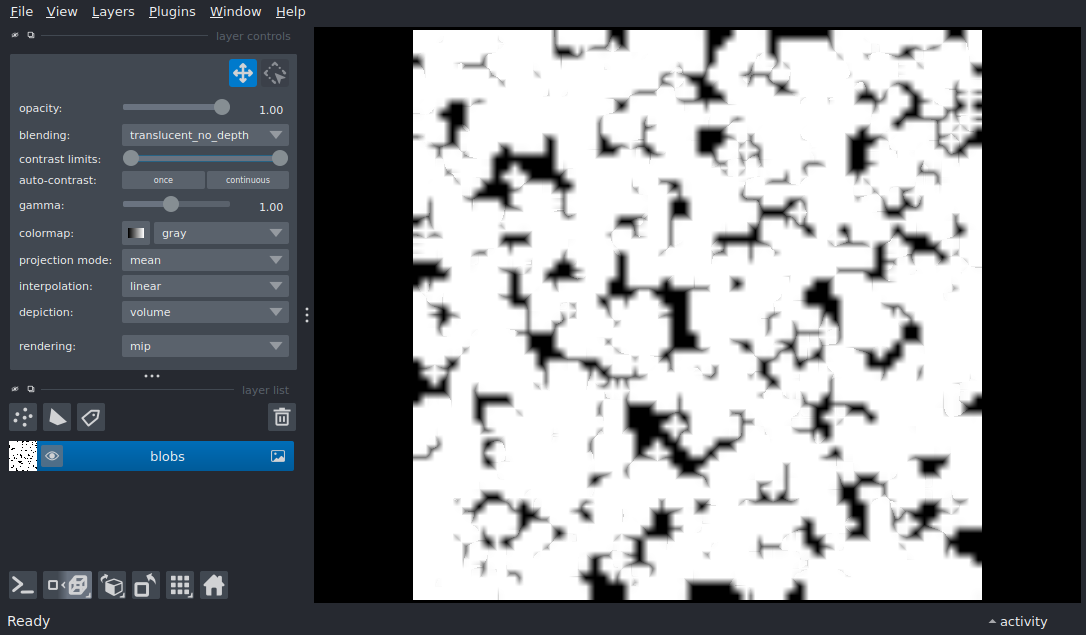 File View Layers Plugins Window Help
layer controls
opacity: 1.00
blending: translucent_no_depth
contrast limits:
auto-contrast: once continuous
gamma: 1.00
colormap: gray
projection mode: mean
interpolation: linear
depiction: volume
rendering: mip
layer list
blobs
Ready activity